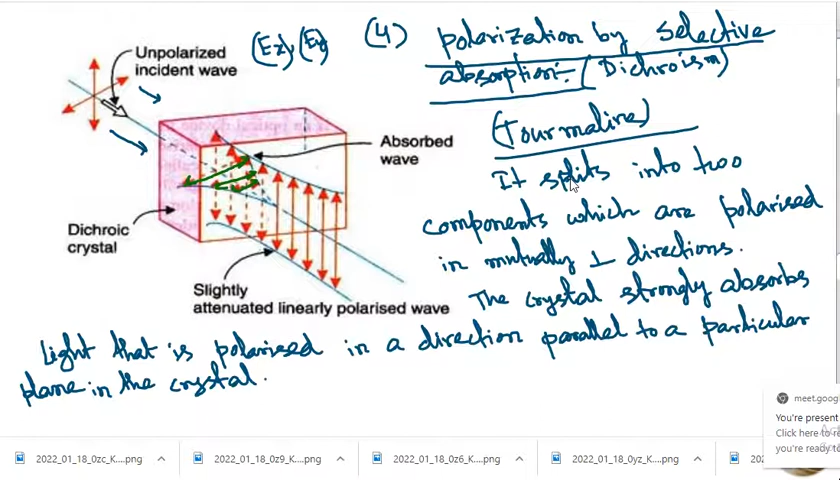 Unpolarized
incident wave
(Ex), (Ey)
(4) polarization by selective
absorption:- (Dichroism)
(Tourmaline)
Absorbed
wave
It splits into two
components which are polarised
in mutually ⊥ directions.
Dichroic
crystal
Slightly
attenuated linearly polarised wave
The crystal strongly absorbs
light that is polarised in a direction parallel to a particular
plane in the crystal.
meet.googl
You're present
Click here to re
you're ready to
2022_01_18_0zc_K....png
2022_01_18_0z9_K....png
2022_01_18_0z6_K....png
2022_01_18_0yz_K....png
202